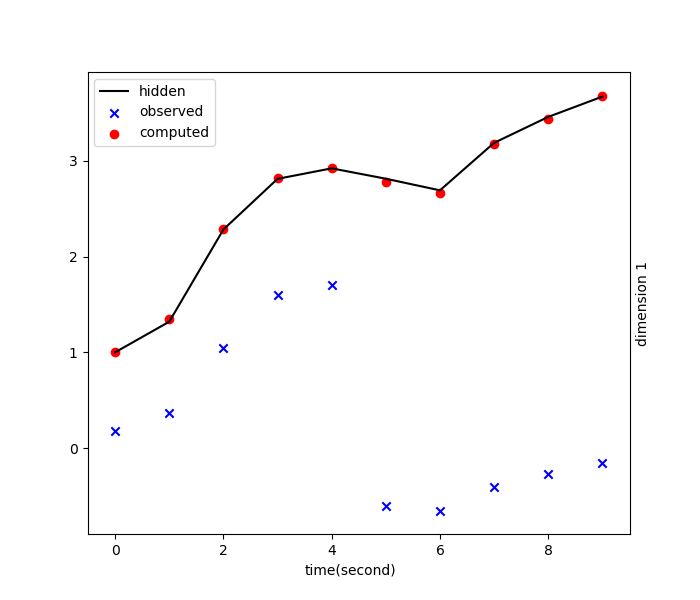 hidden
observed
computed
3
2
1
0
0
2
4
6
8
time(second)
dimension 1